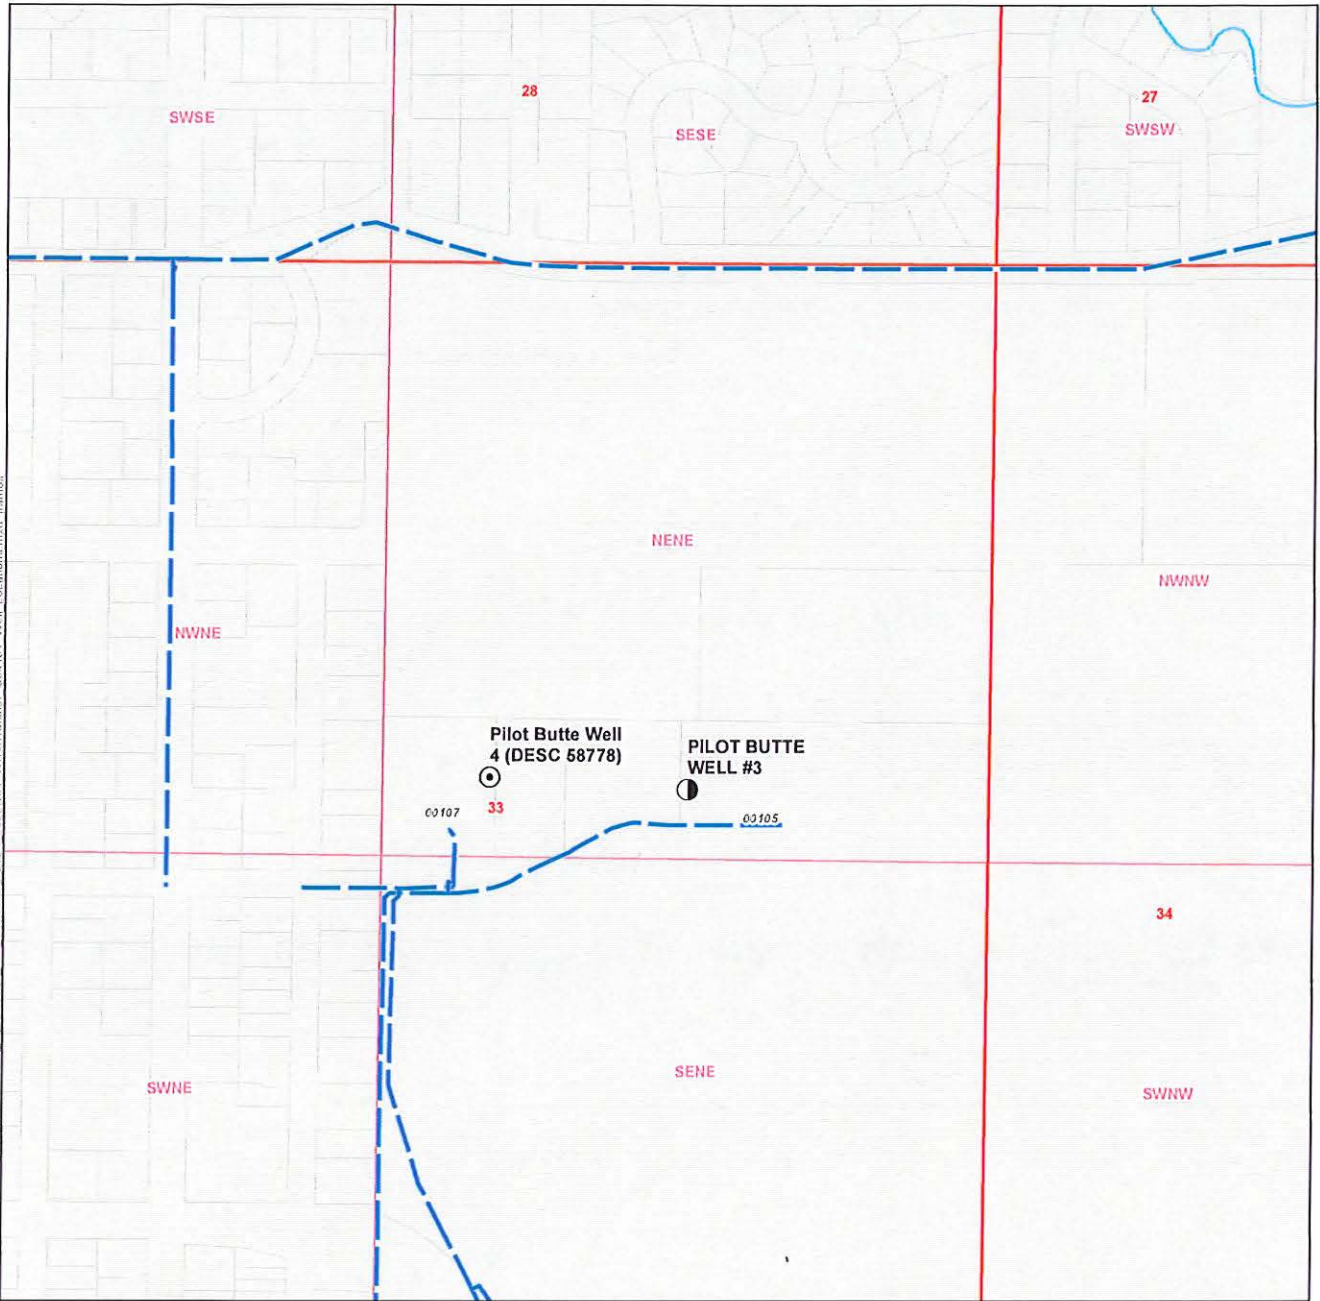 28
27
SWSE
SESE
SWSW
NENE
NWNW
NWNE
Pilot Butte Well
4 (DESC 58778)
PILOT BUTTE
WELL #3
33
00107
00105
34
SWNE
SENE
SWNW